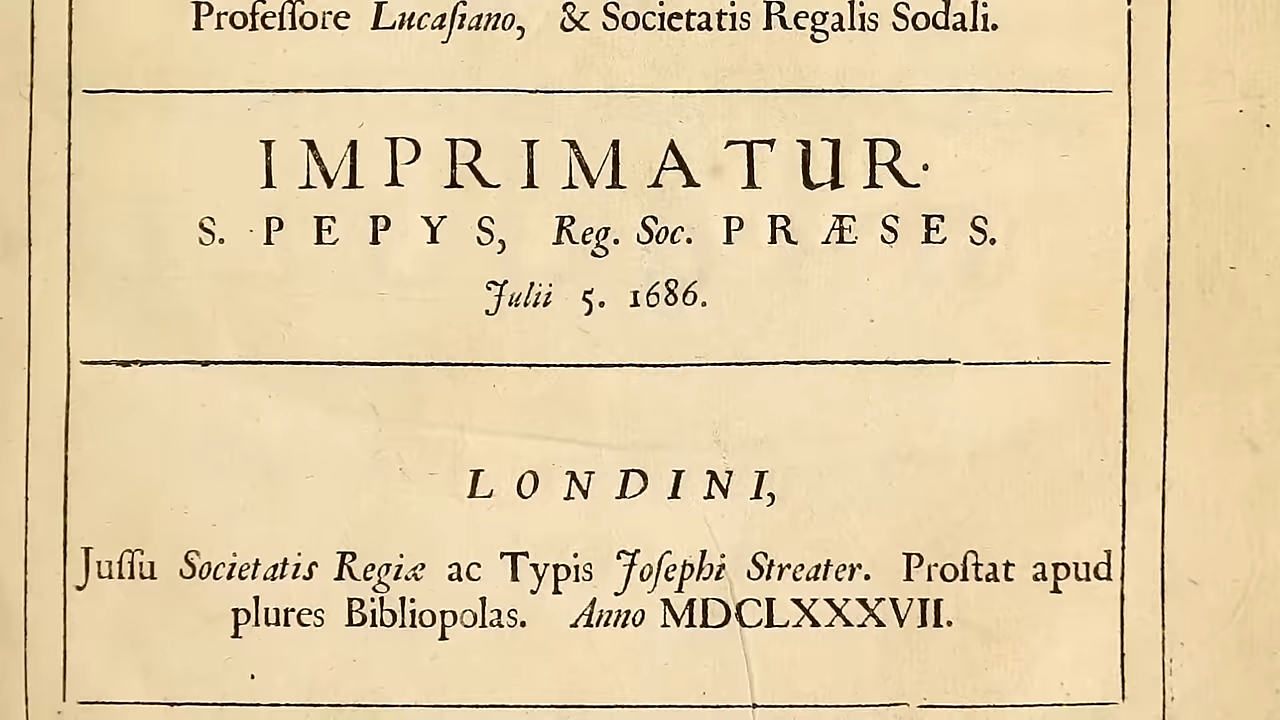 Profeſſore Lucaſiano, & Societatis Regalis Sodali.
IMPRIMATUR.
S. PEPYS, Reg. Soc. PRÆSES.
Julii 5. 1686.
LONDINI,
Juſſu Societatis Regiæ ac Typis Joſephi Streater. Proſtat apud
plures Bibliopolas. Anno MDCLXXXVII.